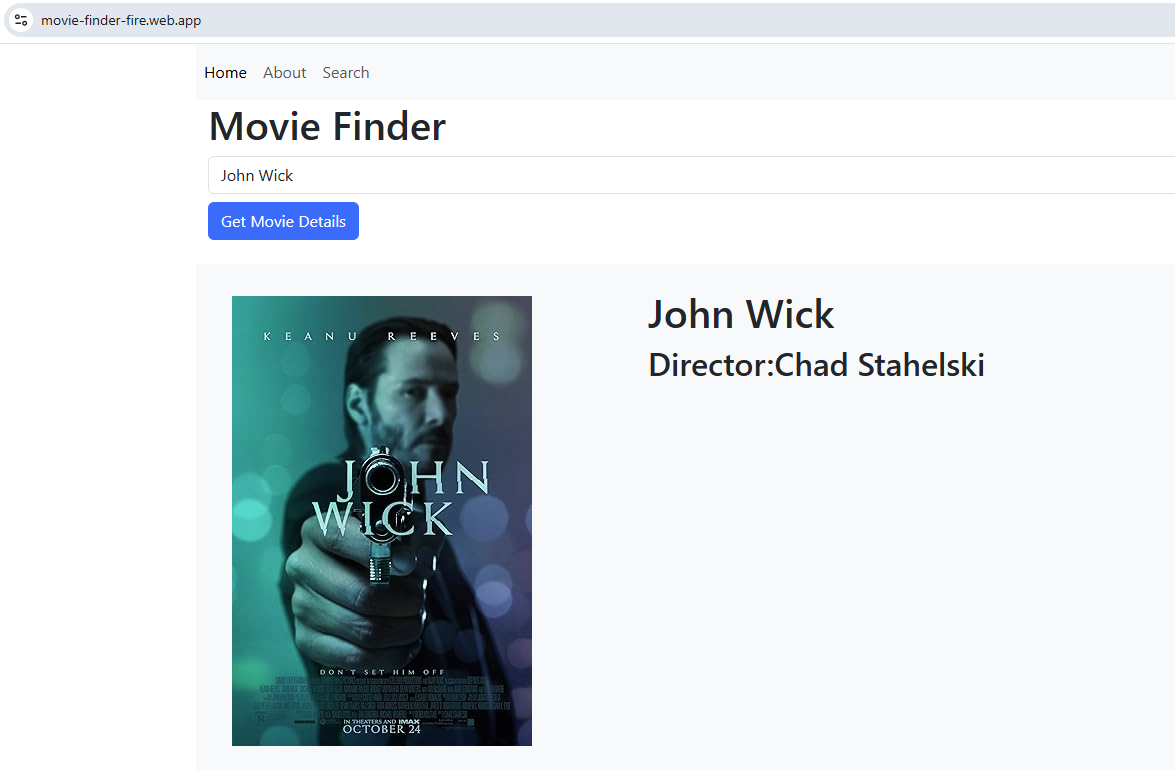 movie-finder-fire.web.app
Home About Search
Movie Finder
John Wick
Get Movie Details
John Wick
Director:Chad Stahelski
KEANU REEVES
JOHN
WICK
DON'T SET HIM OFF
IN THEATERS AND IMAX
OCTOBER 24